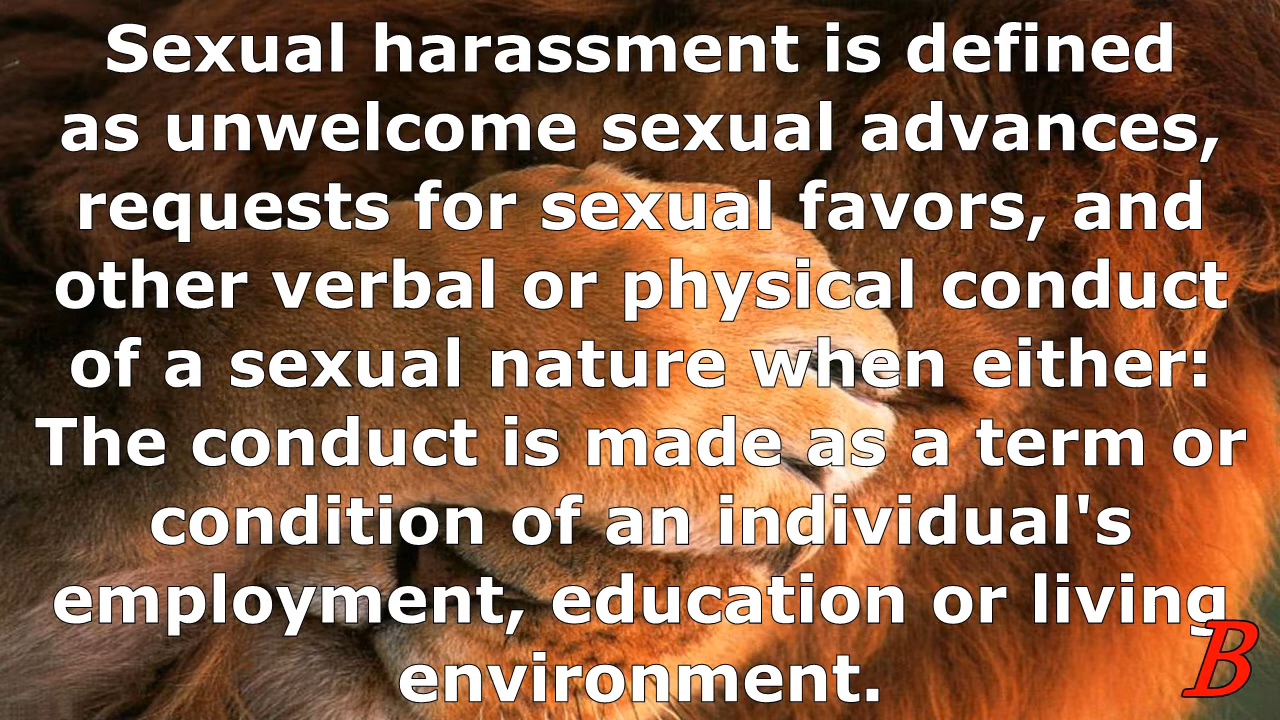 Sexual harassment is defined
as unwelcome sexual advances,
requests for sexual favors, and
other verbal or physical conduct
of a sexual nature when either:
The conduct is made as a term or
condition of an individual's
employment, education or living
environment.
B